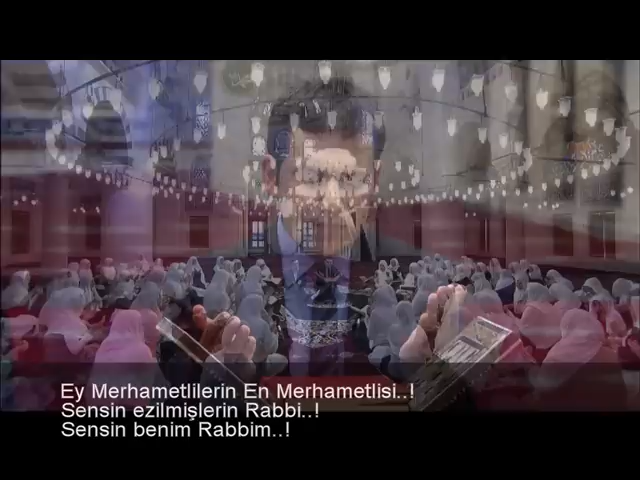 Ey Merhametlilerin En Merhametlisi..!
Sensin ezilmişlerin Rabbi..!
Sensin benim Rabbim..!